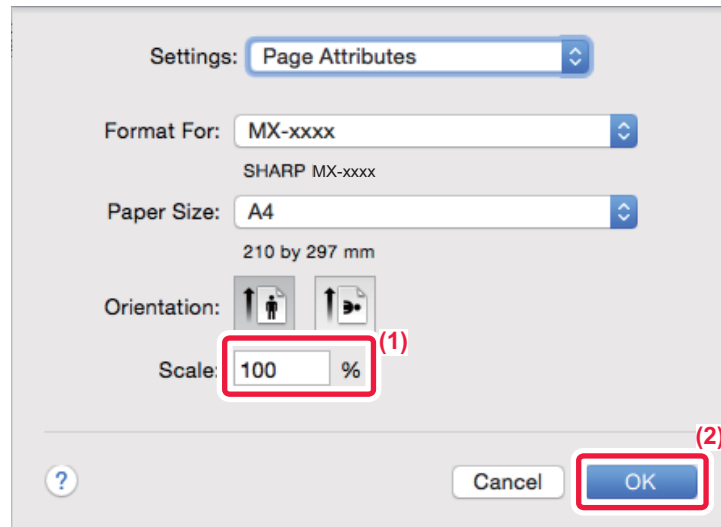 Settings: Page Attributes
Format For: MX-xxxx
SHARP MX-xxxx
Paper Size: A4
210 by 297 mm
Orientation:
(1)
Scale: 100 %
(2)
? Cancel OK